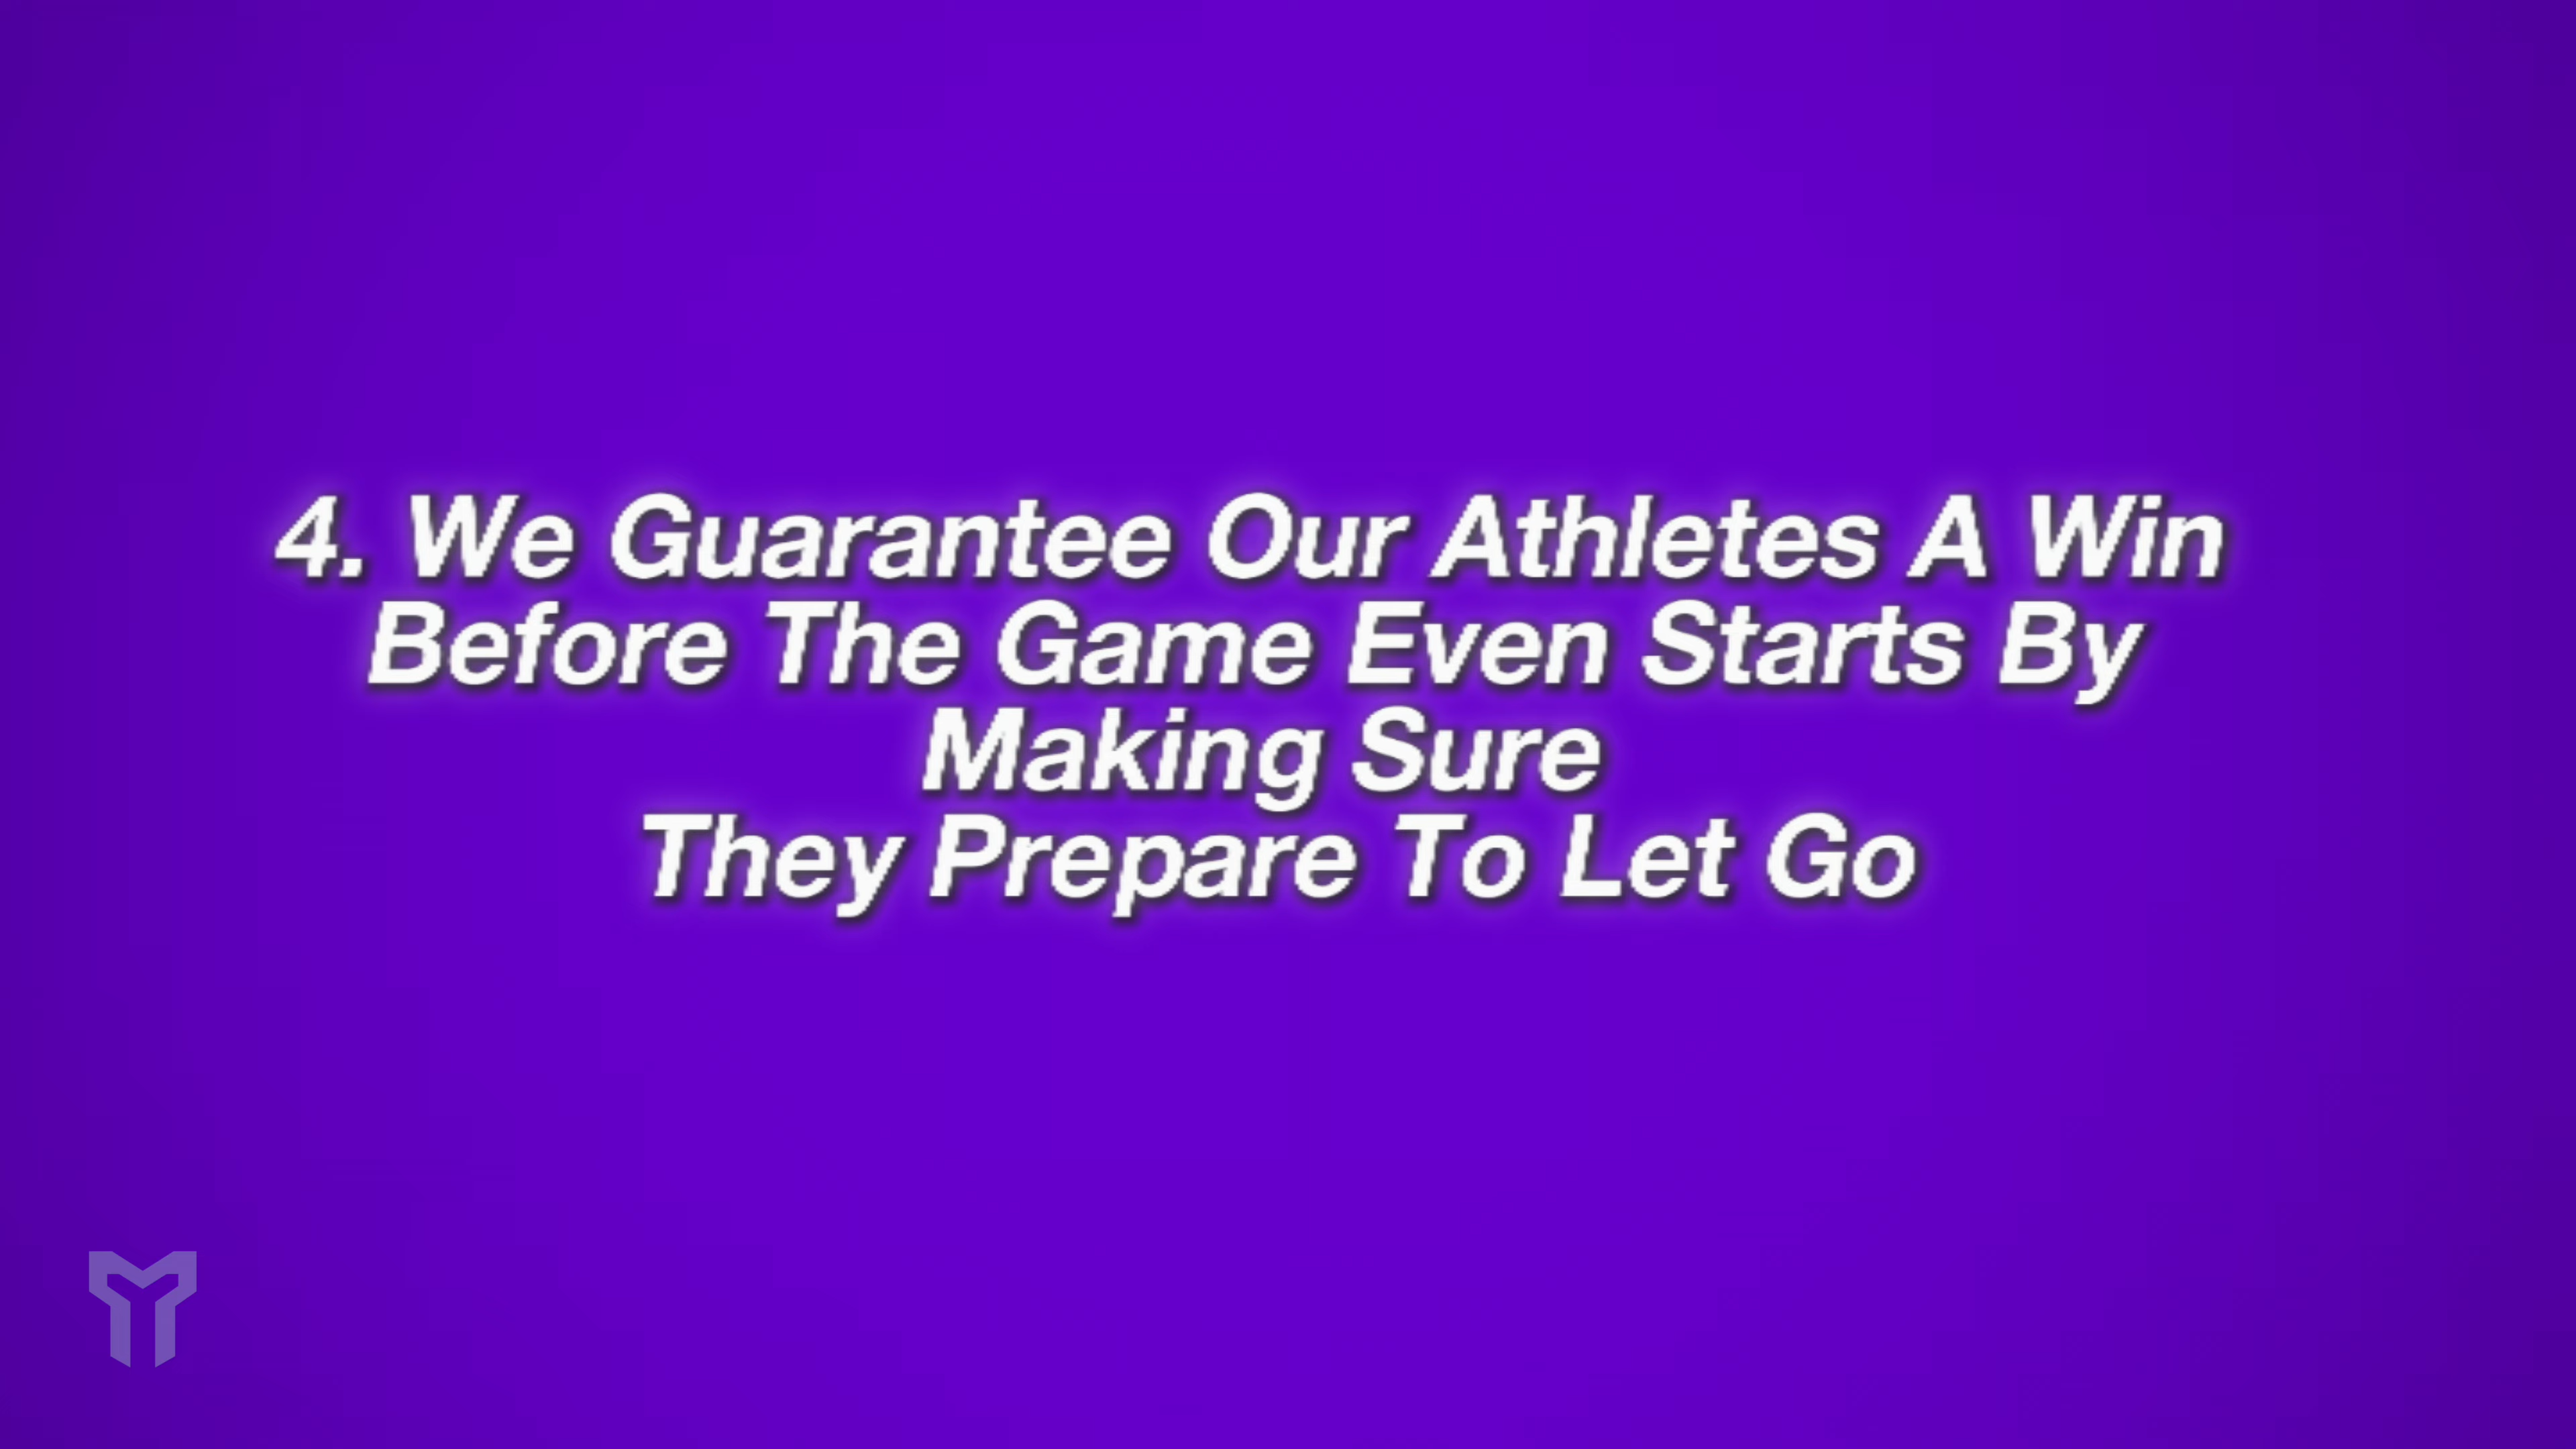 4. We Guarantee Our Athletes A Win
Before The Game Even Starts By
Making Sure
They Prepare To Let Go